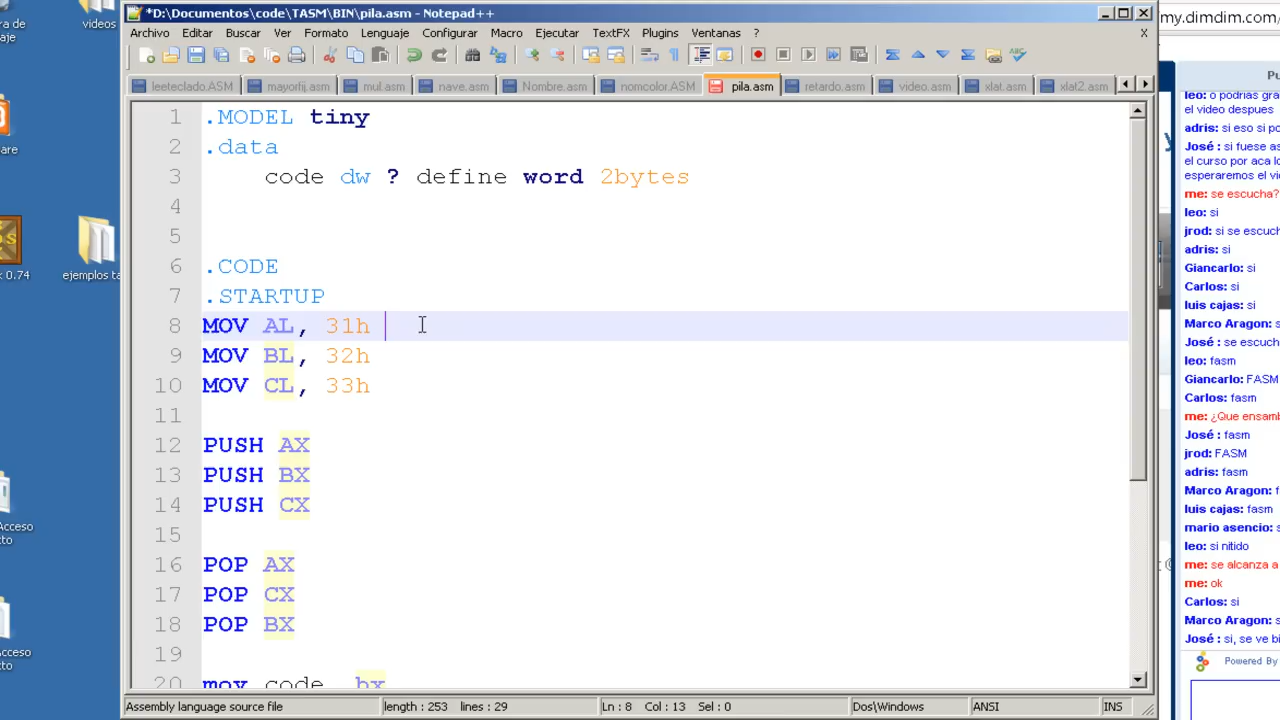 ra de
aje
videos
are
os
k 0.74
ejemplos ta
Acceso
cto
Acceso
cto
*D:\Documentos\code\TASM\BIN\pila.asm - Notepad++
Archivo Editar Buscar Ver Formato Lenguaje Configurar Macro Ejecutar TextFX Plugins Ventanas ? X
leeteclado.ASM mayorfij.asm mul.asm nave.asm Nombre.asm nomcolor.ASM pila.asm retardo.asm video.asm xlat.asm xlat2.asm
1 .MODEL tiny
2 .data
3 code dw ? define word 2bytes
4
5
6 .CODE
7 .STARTUP
8 MOV AL, 31h
9 MOV BL, 32h
10 MOV CL, 33h
11
12 PUSH AX
13 PUSH BX
14 PUSH CX
15
16 POP AX
17 POP CX
18 POP BX
19
20 mov code, bx
Assembly language source file length : 253 lines : 29 Ln : 8 Col : 13 Sel : 0 Dos\Windows ANSI INS
my.dimdim.com/
Pu
leo: o podrias gra
el video despues
adris: si eso si po
José : si fuese as
el curso por aca lo
esperaremos el vi
me: se escucha?
leo: si
jrod: si se escuch
adris: si
Giancarlo: si
Carlos: si
luis cajas: si
Marco Aragon: s
José : se escuch
leo: fasm
Giancarlo: FASM
Carlos: fasm
me: ¿Que ensamb
José : fasm
jrod: FASM
adris: fasm
Marco Aragon: f
luis cajas: fasm
mario asencio: s
leo: si nitido
me: se alcanza a
me: ok
Carlos: si
Marco Aragon: s
José : si, se ve bi
Powered By